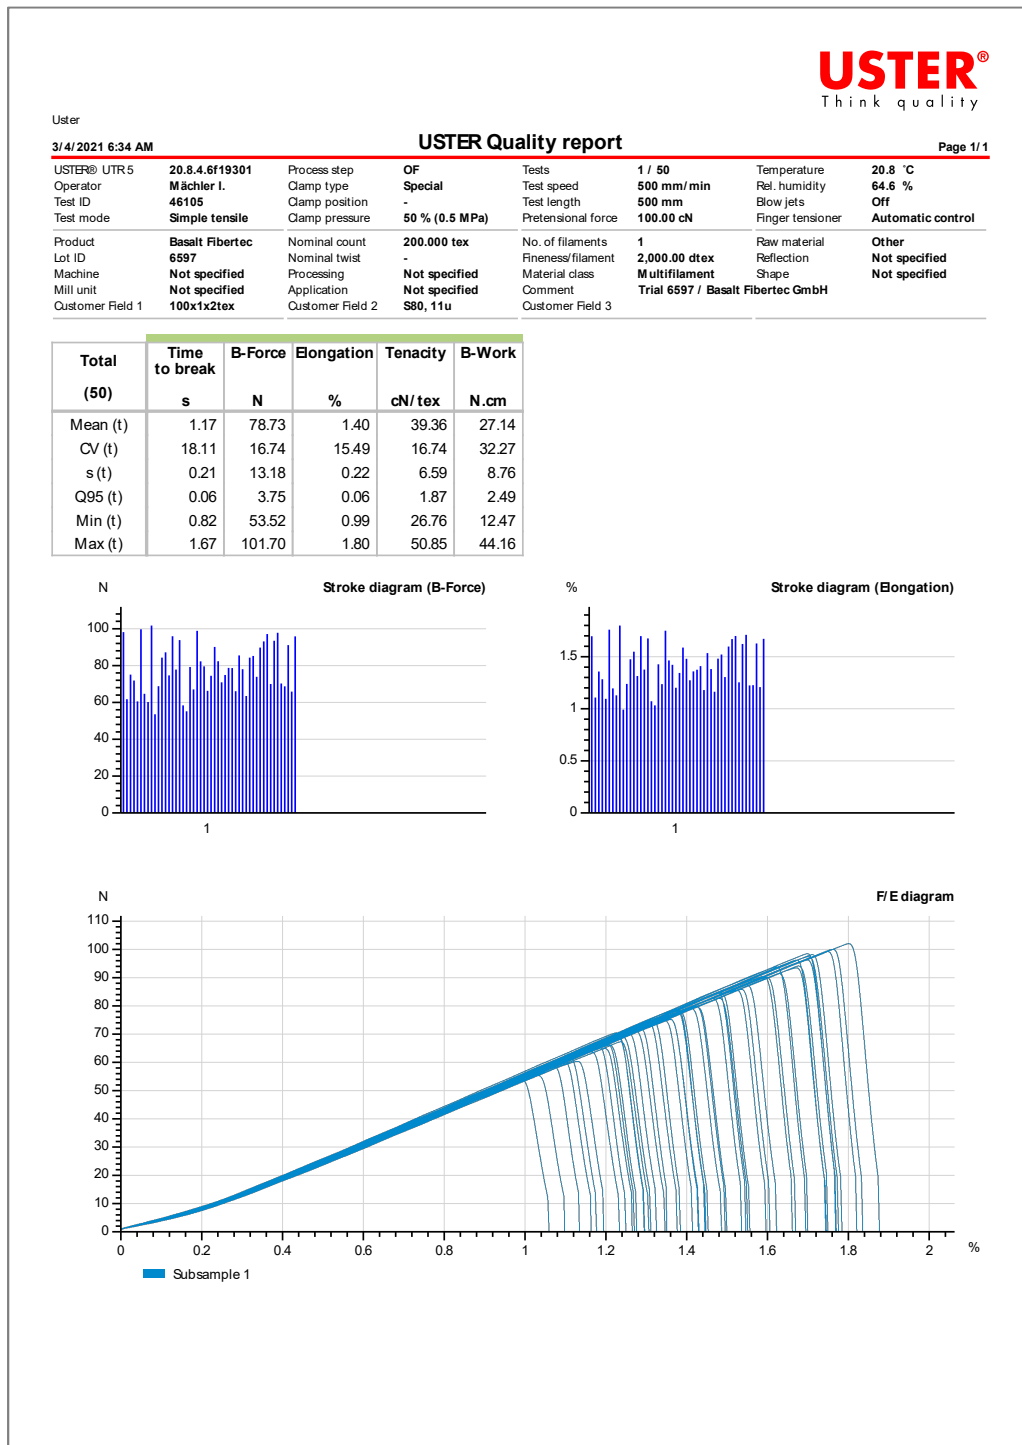 USTER®
Think quality
Uster
3/4/2021 6:34 AM USTER Quality report Page 1/1
USTER® UTR 5 20.8.4.6f19301 Process step OF Tests 1 / 50 Temperature 20.8 °C
Operator Mächler I. Clamp type Special Test speed 500 mm/min Rel. humidity 64.6 %
Test ID 46105 Clamp position - Test length 500 mm Blow jets Off
Test mode Simple tensile Clamp pressure 50 % (0.5 MPa) Pretensional force 100.00 cN Finger tensioner Automatic control
Product Basalt Fibertec Nominal count 200.000 tex No. of filaments 1 Raw material Other
Lot ID 6597 Nominal twist - Fineness/filament 2,000.00 dtex Reflection Not specified
Machine Not specified Processing Not specified Material class Multifilament Shape Not specified
Mill unit Not specified Application Not specified Comment Trial 6597 / Basalt Fibertec GmbH
Customer Field 1 100x1x2tex Customer Field 2 S80, 11u Customer Field 3
Total Time B-Force Elongation Tenacity B-Work
to break
(50) s N % cN/tex N.cm
Mean (t) 1.17 78.73 1.40 39.36 27.14
CV (t) 18.11 16.74 15.49 16.74 32.27
s (t) 0.21 13.18 0.22 6.59 8.76
Q95 (t) 0.06 3.75 0.06 1.87 2.49
Min (t) 0.82 53.52 0.99 26.76 12.47
Max (t) 1.67 101.70 1.80 50.85 44.16
N Stroke diagram (B-Force)
100
80
60
40
20
0
1
% Stroke diagram (Elongation)
1.5
1
0.5
0
1
N F/E diagram
110
100
90
80
70
60
50
40
30
20
10
0
0 0.2 0.4 0.6 0.8 1 1.2 1.4 1.6 1.8 2 %
Subsample 1